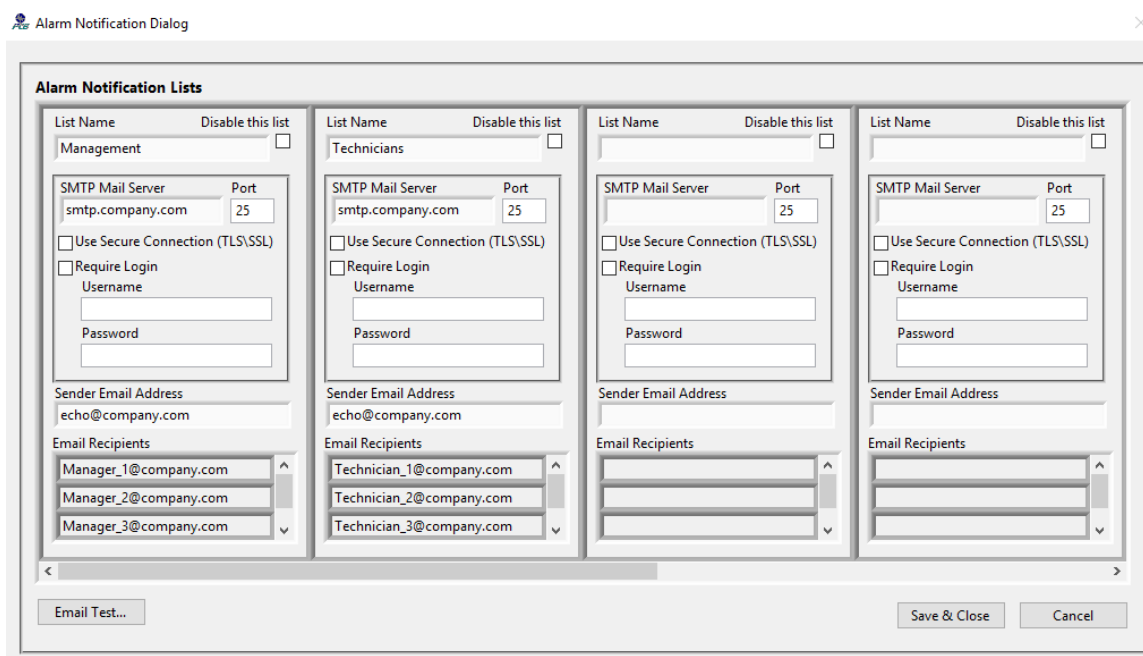 PCB
Alarm Notification Dialog
Alarm Notification Lists
List Name Disable this list
Management
SMTP Mail Server Port
smtp.company.com 25
Use Secure Connection (TLS\SSL)
Require Login
Username
Password
Sender Email Address
echo@company.com
Email Recipients
Manager_1@company.com
Manager_2@company.com
Manager_3@company.com
List Name Disable this list
Technicians
SMTP Mail Server Port
smtp.company.com 25
Use Secure Connection (TLS\SSL)
Require Login
Username
Password
Sender Email Address
echo@company.com
Email Recipients
Technician_1@company.com
Technician_2@company.com
Technician_3@company.com
List Name Disable this list
SMTP Mail Server Port
25
Use Secure Connection (TLS\SSL)
Require Login
Username
Password
Sender Email Address
Email Recipients
List Name Disable this list
SMTP Mail Server Port
25
Use Secure Connection (TLS\SSL)
Require Login
Username
Password
Sender Email Address
Email Recipients
Email Test...
Save & Close Cancel